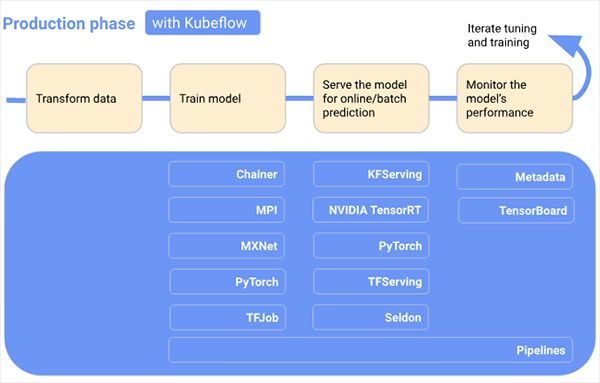 Production phase with Kubeflow
Iterate tuning
and training
Transform data
Train model
Serve the model
for online/batch
prediction
Monitor the
model's
performance
Chainer
KFServing
Metadata
MPI
NVIDIA TensorRT
TensorBoard
MXNet
PyTorch
PyTorch
TFServing
TFJob
Seldon
Pipelines